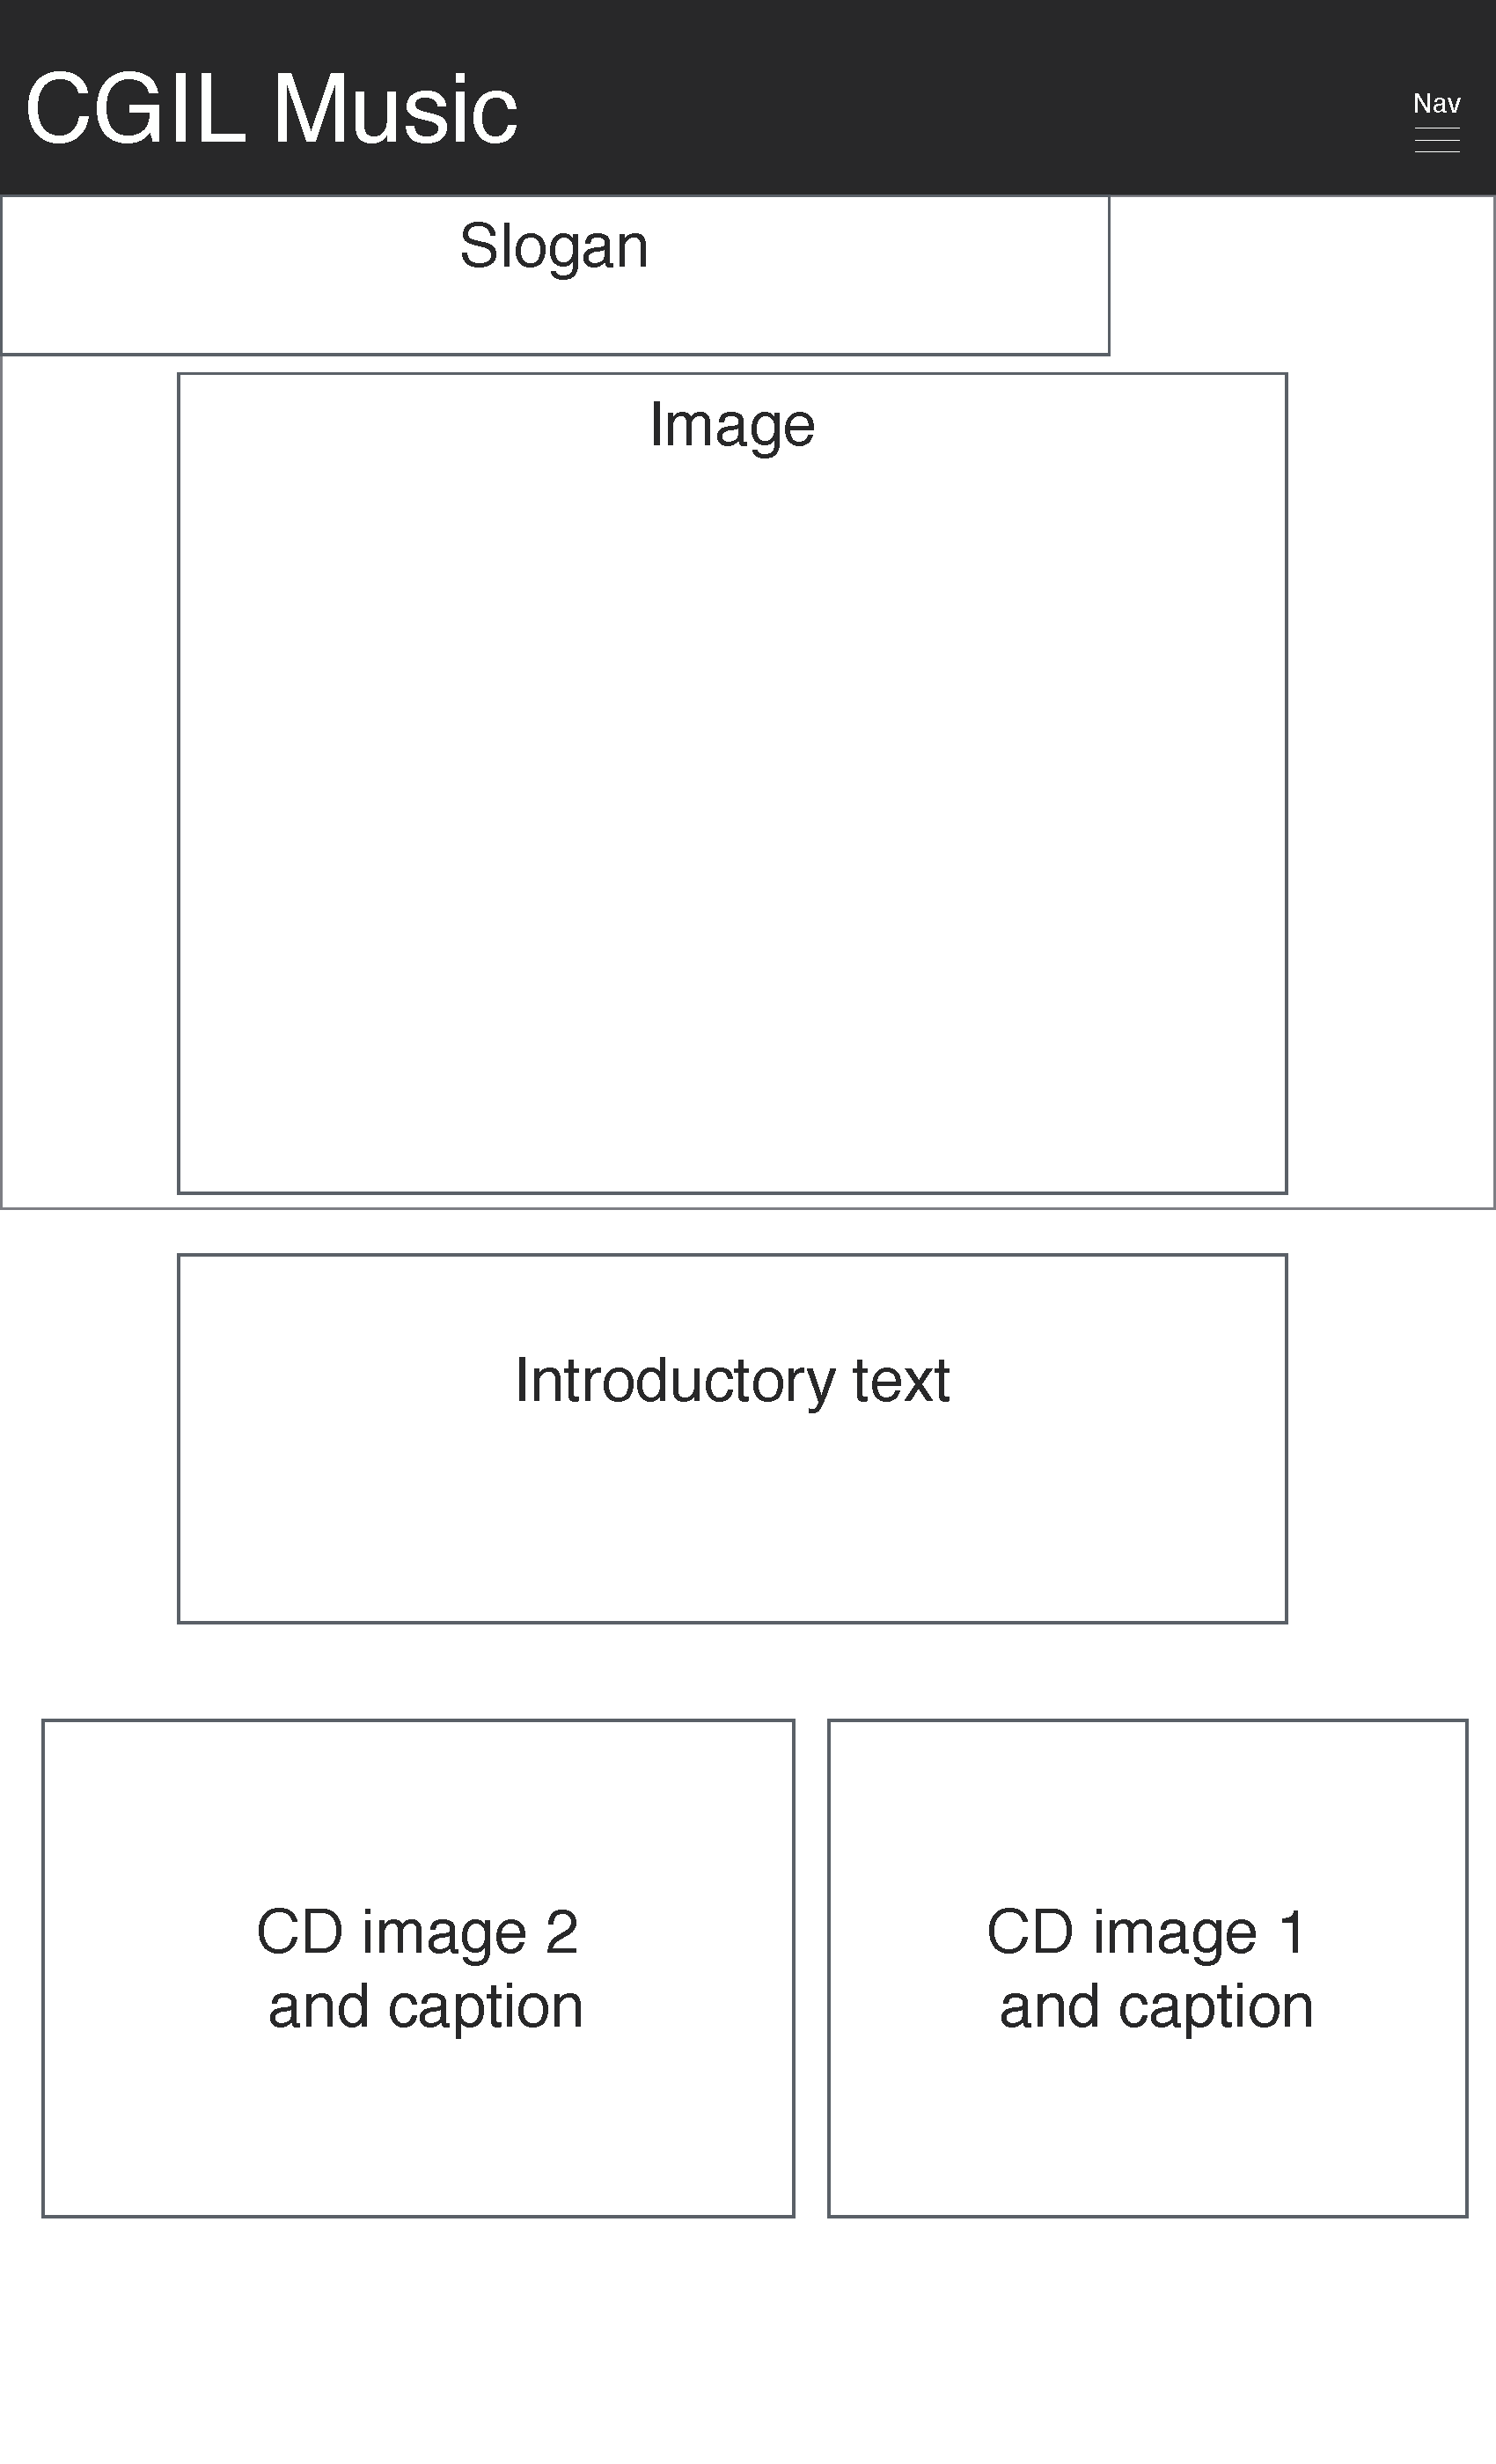 CGIL Music
Nav
Slogan
Image
Introductory text
CD image 2
and caption
CD image 1
and caption